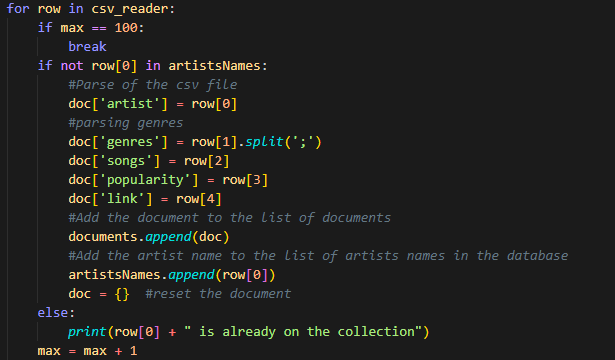 for row in csv_reader:
    if max == 100:
        break
    if not row[0] in artistsNames:
        #Parse of the csv file
        doc['artist'] = row[0]
        #parsing genres
        doc['genres'] = row[1].split(';')
        doc['songs'] = row[2]
        doc['popularity'] = row[3]
        doc['link'] = row[4]
        #Add the document to the list of documents
        documents.append(doc)
        #Add the artist name to the list of artists names in the database
        artistsNames.append(row[0])
        doc = {}  #reset the document
    else:
        print(row[0] + " is already on the collection")
    max = max + 1